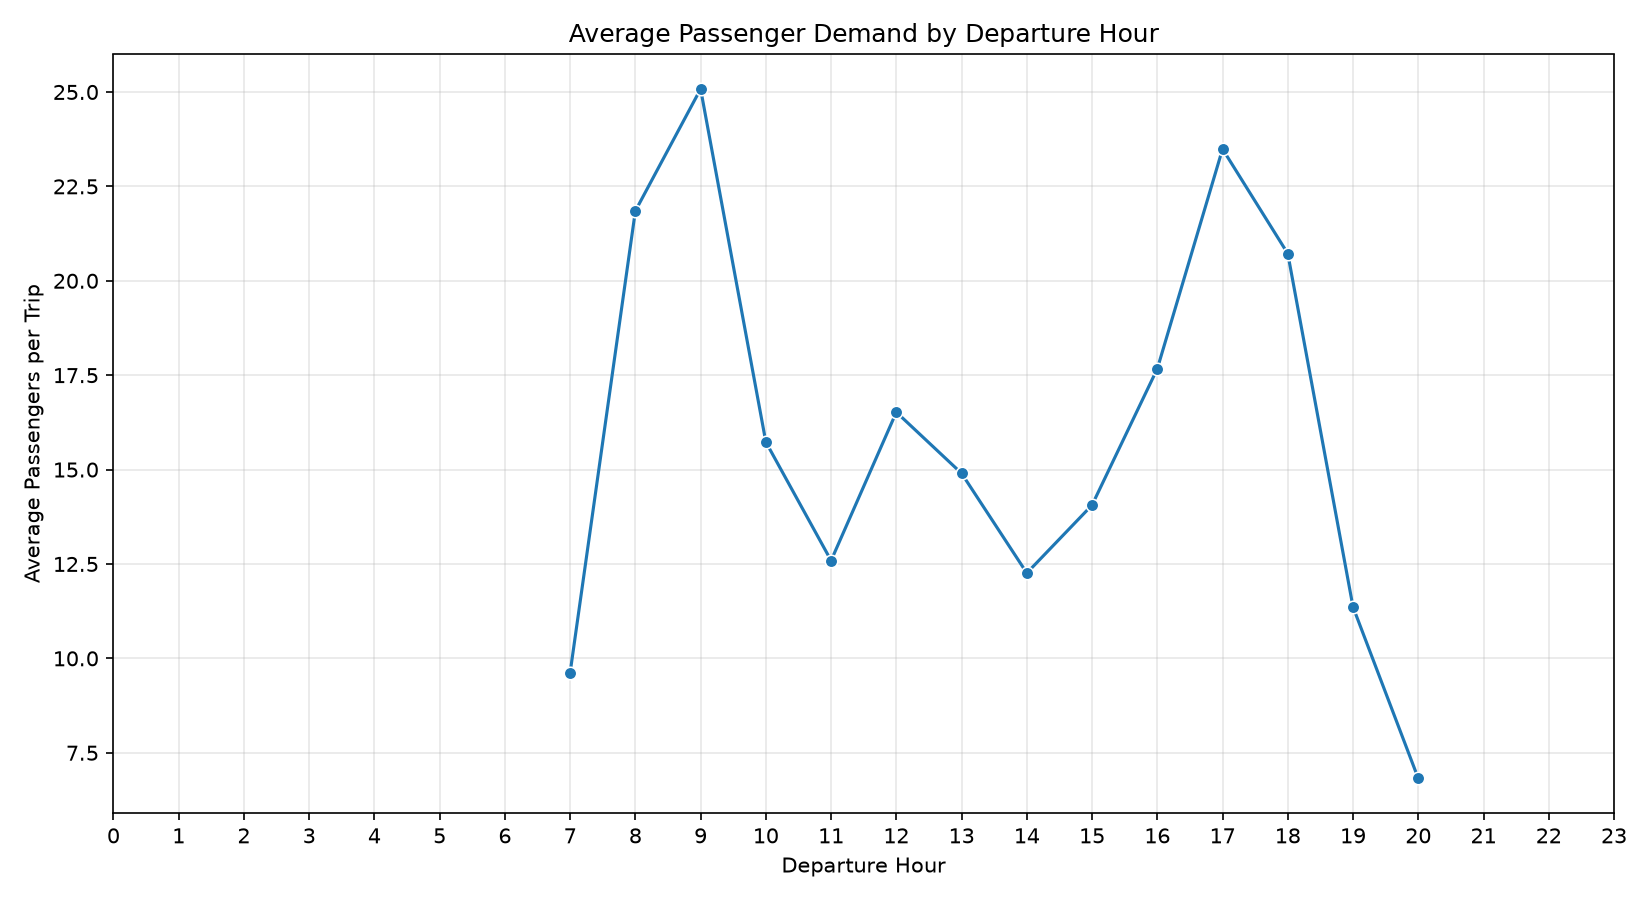 Average Passenger Demand by Departure Hour
Average Passengers per Trip
25.0
22.5
20.0
17.5
15.0
12.5
10.0
7.5
0 1 2 3 4 5 6 7 8 9 10 11 12 13 14 15 16 17 18 19 20 21 22 23
Departure Hour